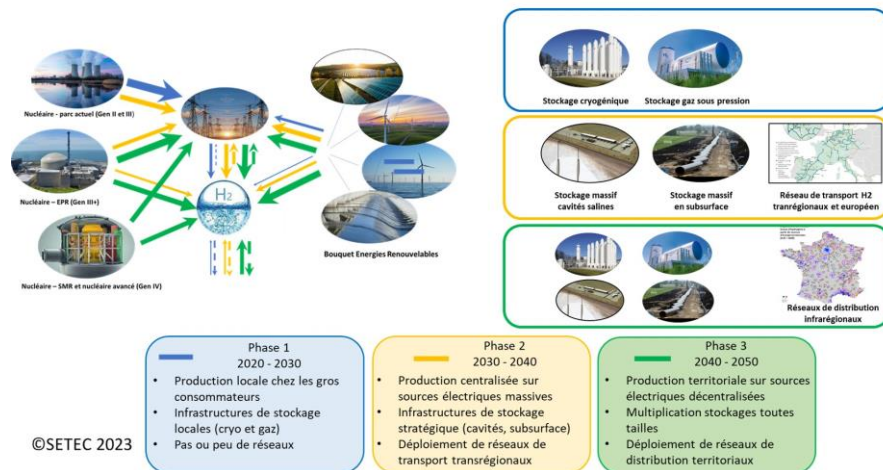 Nucléaire - parc actuel (Gen II et III)
Nucléaire – EPR (Gen III+)
Nucléaire – SMR et nucléaire avancé (Gen IV)
H2
Bouquet Energies Renouvelables
Stockage cryogénique
Stockage gaz sous pression
Stockage massif
cavités salines
Stockage massif
en subsurface
Réseau de transport H2
tranrégionaux et européen
Réseaux de distribution
infrarégionaux
Phase 1
2020 - 2030
• Production locale chez les gros
consommateurs
• Infrastructures de stockage
locales (cryo et gaz)
• Pas ou peu de réseaux
Phase 2
2030 - 2040
• Production centralisée sur
sources électriques massives
• Infrastructures de stockage
stratégique (cavités, subsurface)
• Déploiement de réseaux de
transport transrégionaux
Phase 3
2040 - 2050
• Production territoriale sur sources
électriques décentralisées
• Multiplication stockages toutes
tailles
• Déploiement de réseaux de
distribution territoriaux
©SETEC 2023